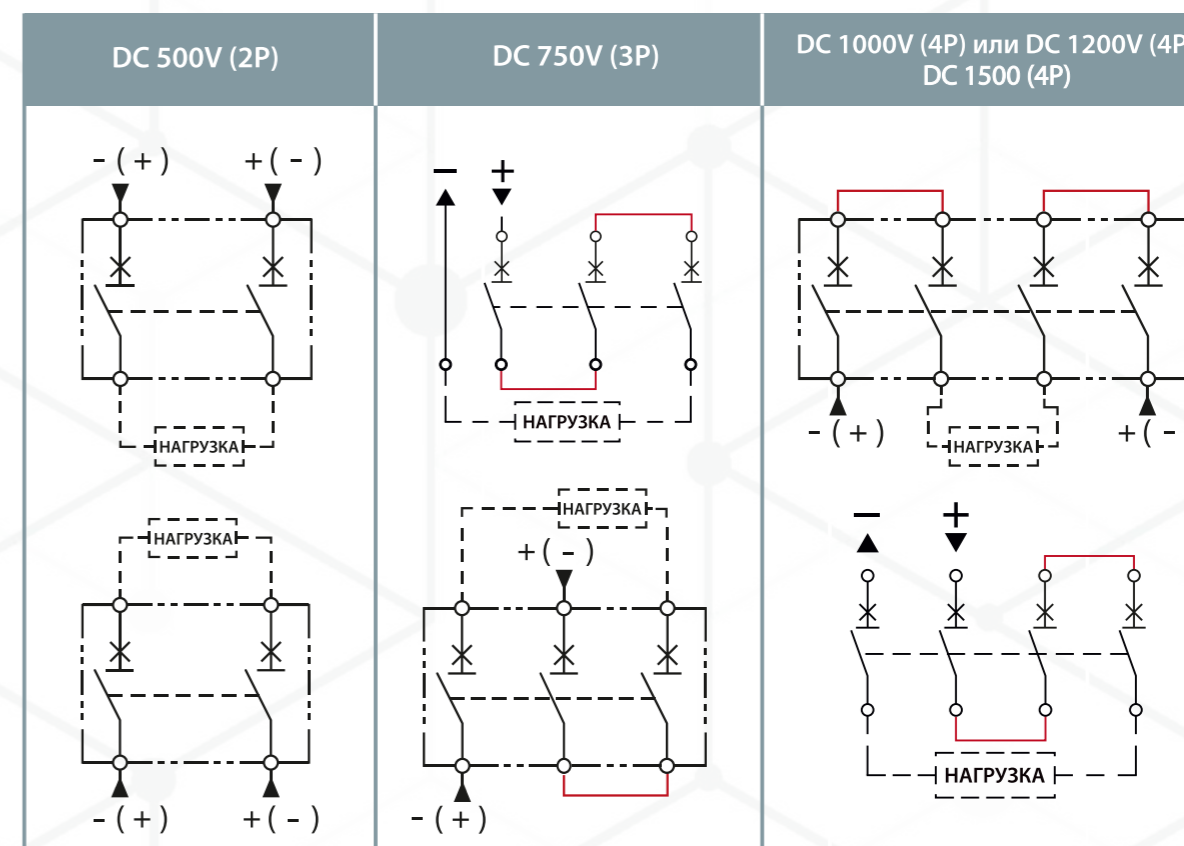 DC 500V (2P)
DC 750V (3P)
DC 1000V (4P) или DC 1200V (4P
DC 1500 (4P)
- ( + ) + ( - )
НАГРУЗКА
НАГРУЗКА
- ( + ) + ( - )
- +
НАГРУЗКА
НАГРУЗКА
+ ( - )
- ( + )
- ( + ) + ( -
НАГРУЗКА
- +
НАГРУЗКА